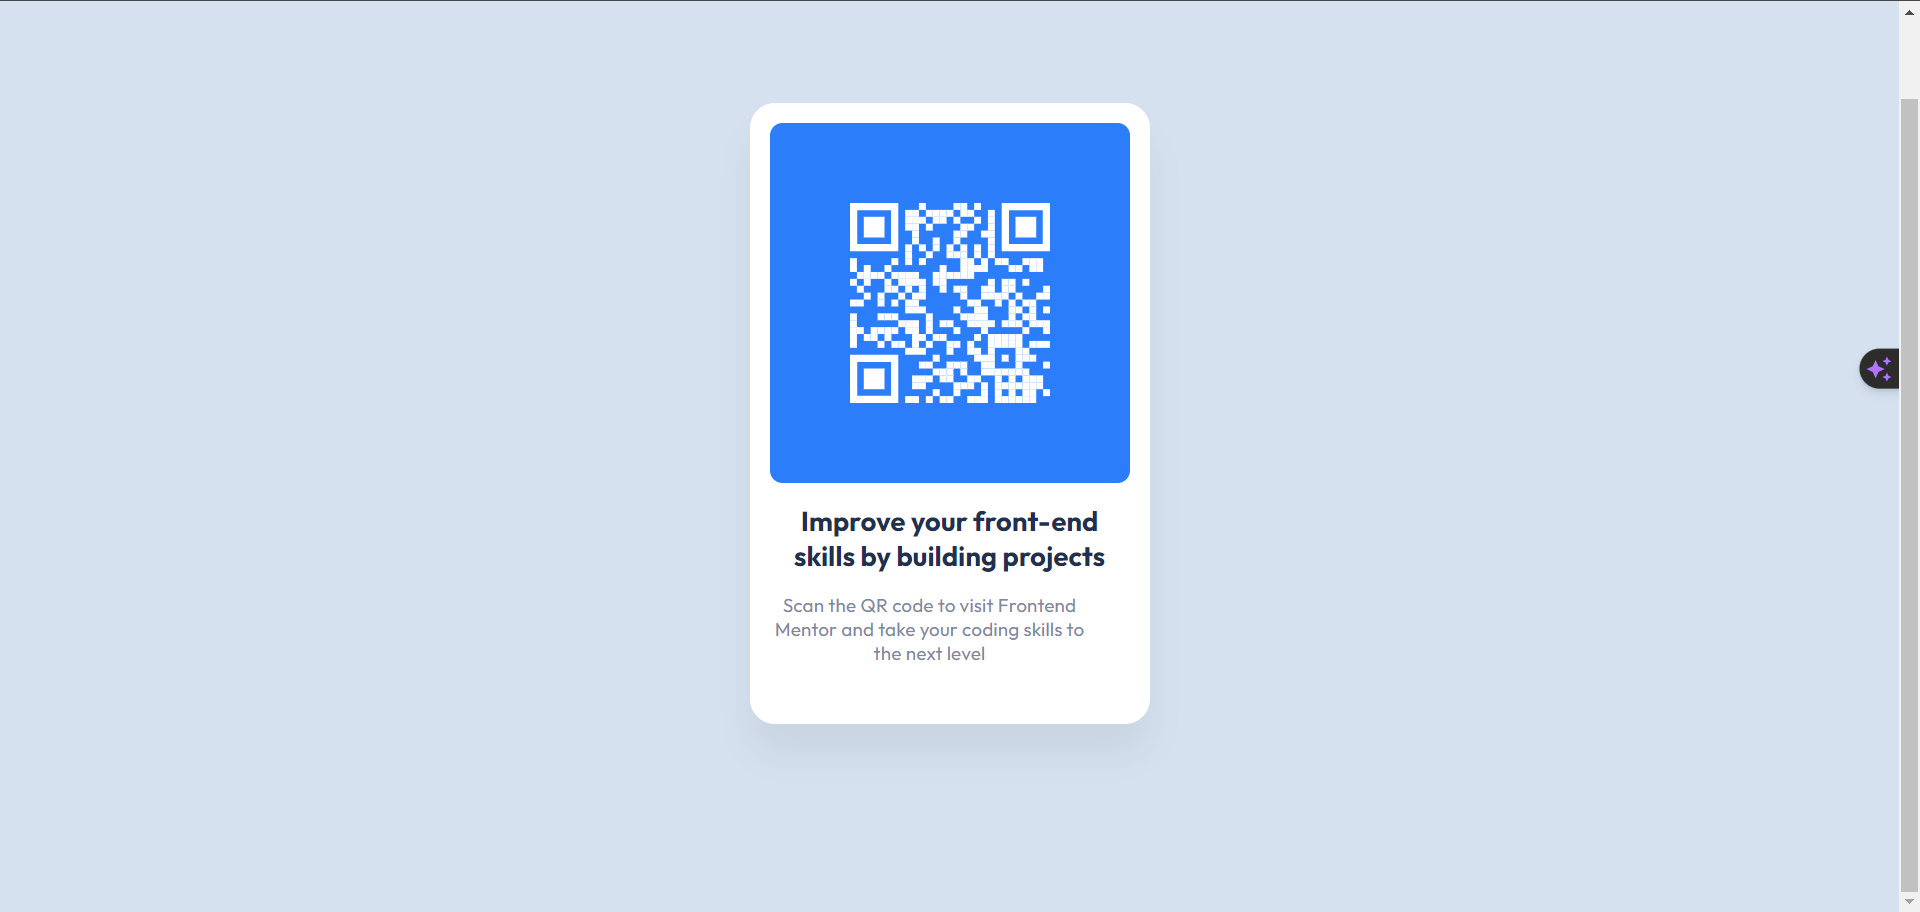 Improve your front-end
skills by building projects
Scan the QR code to visit Frontend
Mentor and take your coding skills to
the next level